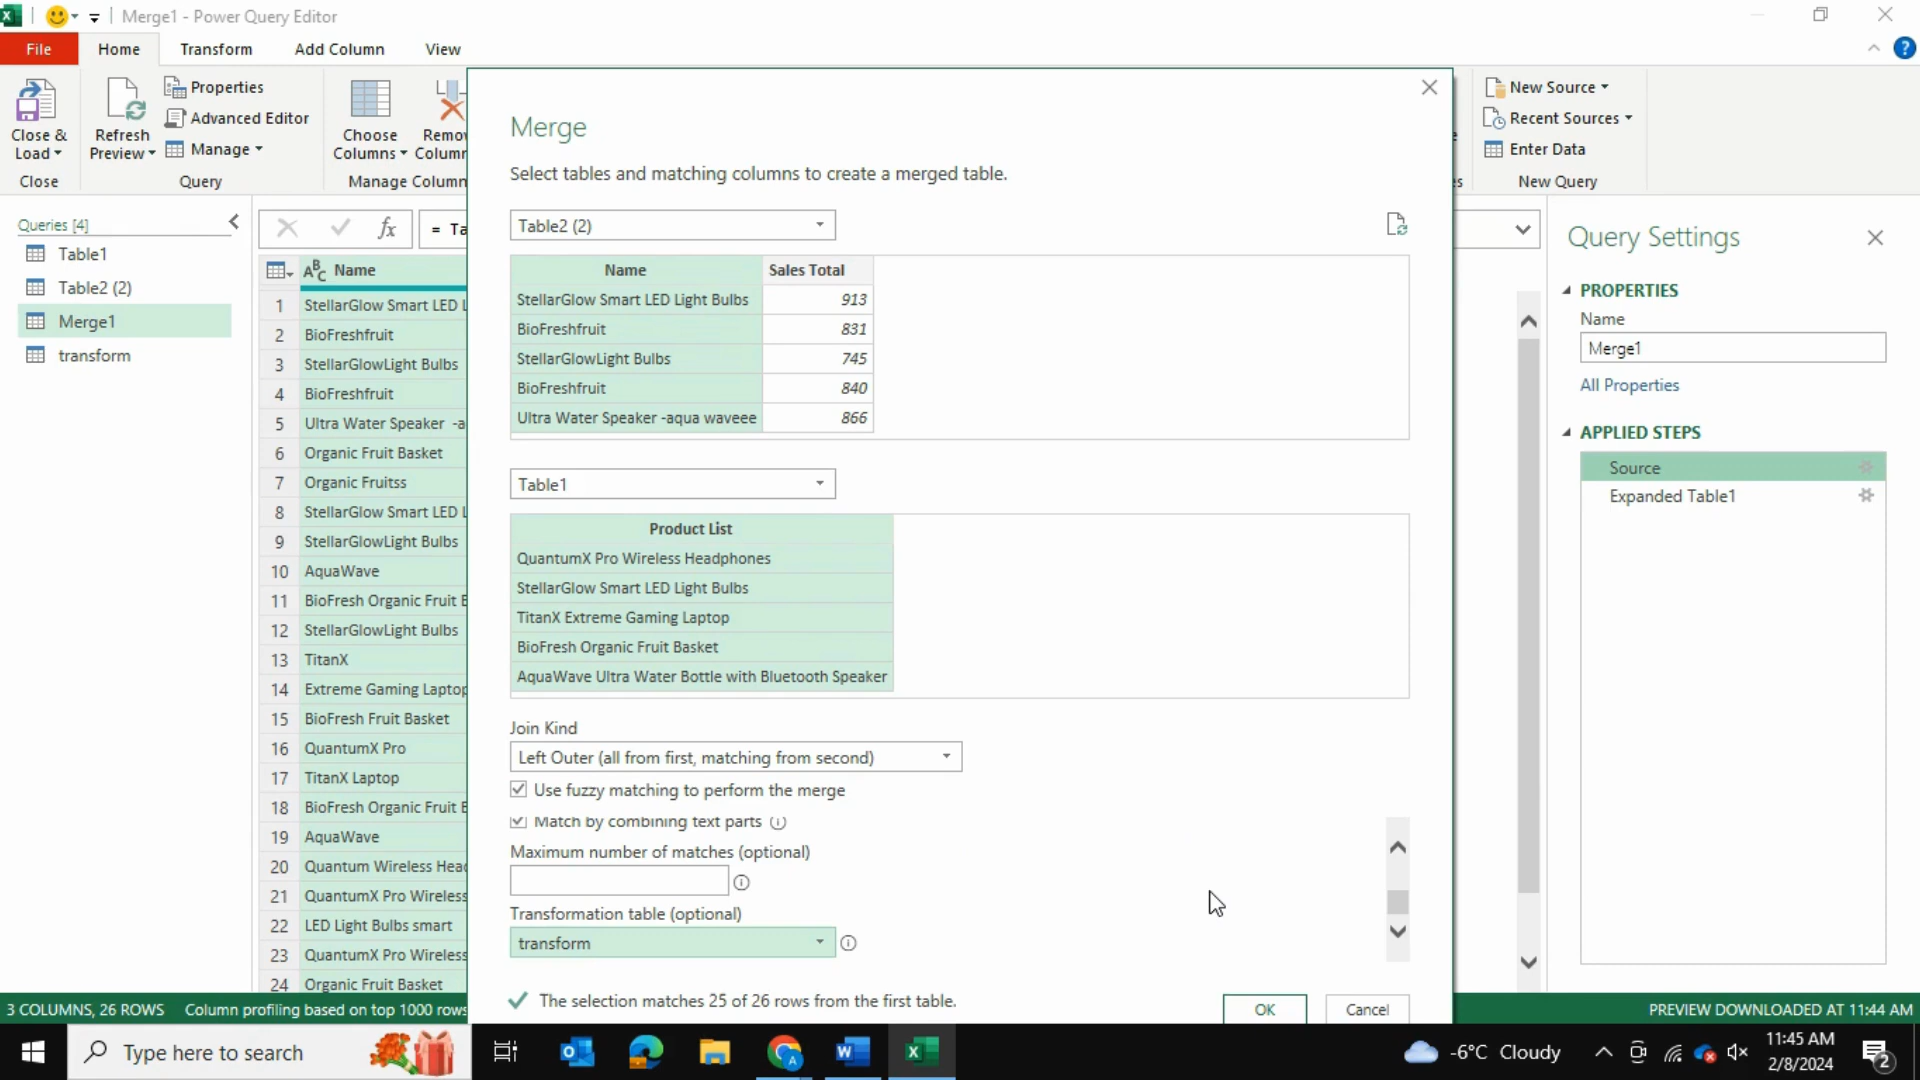 Merge1 - Power Query Editor
File
Home
Transform
Add Column
View
Close &
Load
Close
Refresh
Preview
Properties
Advanced Editor
Manage
Query
Choose
Columns
Manage Column
New Source
Recent Sources
Enter Data
New Query
Queries [4]
Table1
Table2 (2)
Merge1
transform
fx
= Ta
ABC Name
1 StellarGlow Smart LED L
2 BioFreshfruit
3 StellarGlowLight Bulbs
4 BioFreshfruit
5 Ultra Water Speaker -a
6 Organic Fruit Basket
7 Organic Fruitss
8 StellarGlow Smart LED L
9 StellarGlowLight Bulbs
10 AquaWave
11 BioFresh Organic Fruit B
12 StellarGlowLight Bulbs
13 TitanX
14 Extreme Gaming Laptop
15 BioFresh Fruit Basket
16 QuantumX Pro
17 TitanX Laptop
18 BioFresh Organic Fruit B
19 AquaWave
20 Quantum Wireless Head
21 QuantumX Pro Wireless
22 LED Light Bulbs smart
23 QuantumX Pro Wireless
24 Organic Fruit Basket
Merge
Select tables and matching columns to create a merged table.
Table2 (2)
Name Sales Total
StellarGlow Smart LED Light Bulbs 913
BioFreshfruit 831
StellarGlowLight Bulbs 745
BioFreshfruit 840
Ultra Water Speaker -aqua waveee 866
Table1
Product List
QuantumX Pro Wireless Headphones
StellarGlow Smart LED Light Bulbs
TitanX Extreme Gaming Laptop
BioFresh Organic Fruit Basket
AquaWave Ultra Water Bottle with Bluetooth Speaker
Join Kind
Left Outer (all from first, matching from second)
Use fuzzy matching to perform the merge
Match by combining text parts
Maximum number of matches (optional)
Transformation table (optional)
transform
The selection matches 25 of 26 rows from the first table.
OK
Cancel
Query Settings
PROPERTIES
Name
Merge1
All Properties
APPLIED STEPS
Source
Expanded Table1
3 COLUMNS, 26 ROWS
Column profiling based on top 1000 rows
PREVIEW DOWNLOADED AT 11:44 AM
Type here to search
-6°C Cloudy
11:45 AM
2/8/2024
2